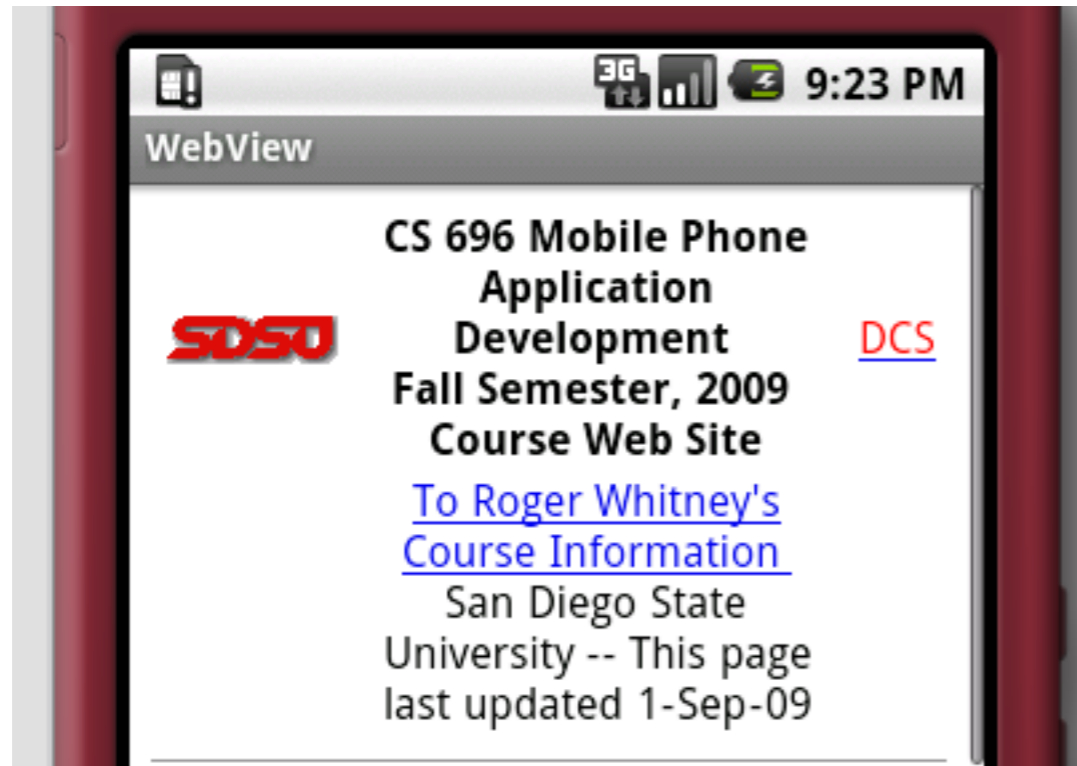 3G 9:23 PM
WebView
CS 696 Mobile Phone
Application
Development
Fall Semester, 2009
Course Web Site
SDSU
DCS
To Roger Whitney's
Course Information
San Diego State
University -- This page
last updated 1-Sep-09